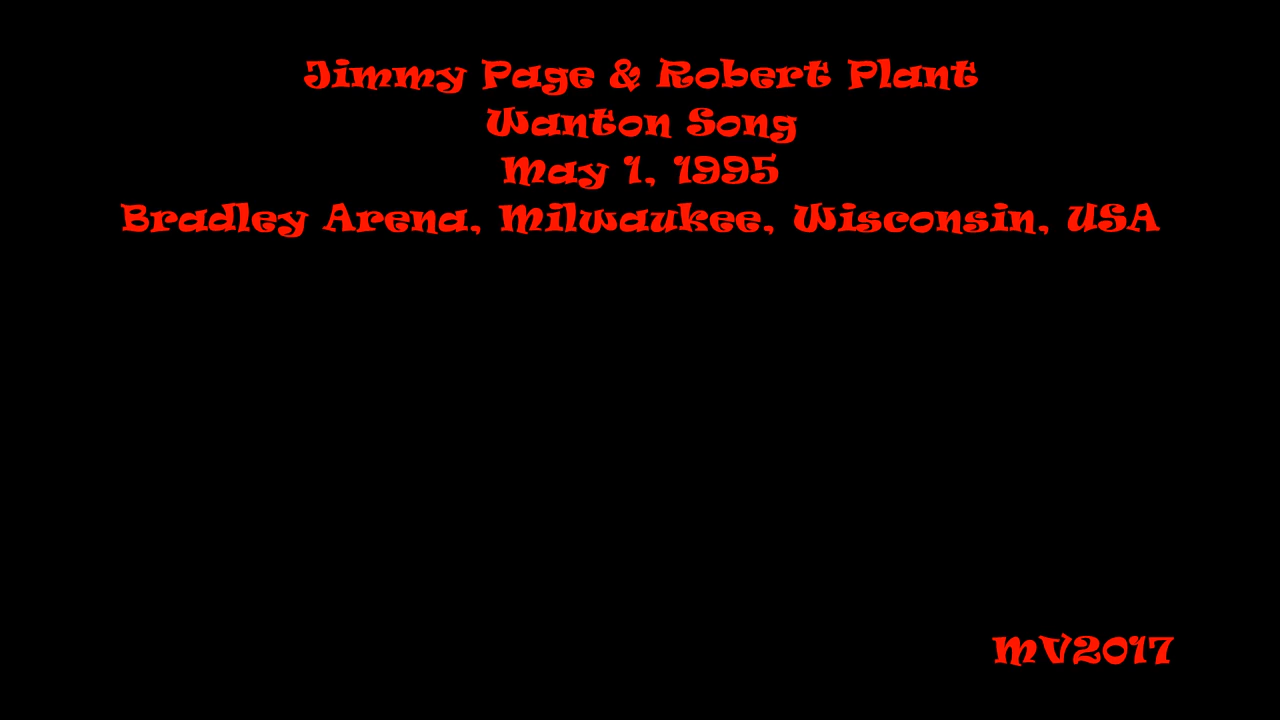 Jimmy Page & Robert Plant
Wanton Song
May 1, 1995
Bradley Arena, Milwaukee, Wisconsin, USA
MV2017